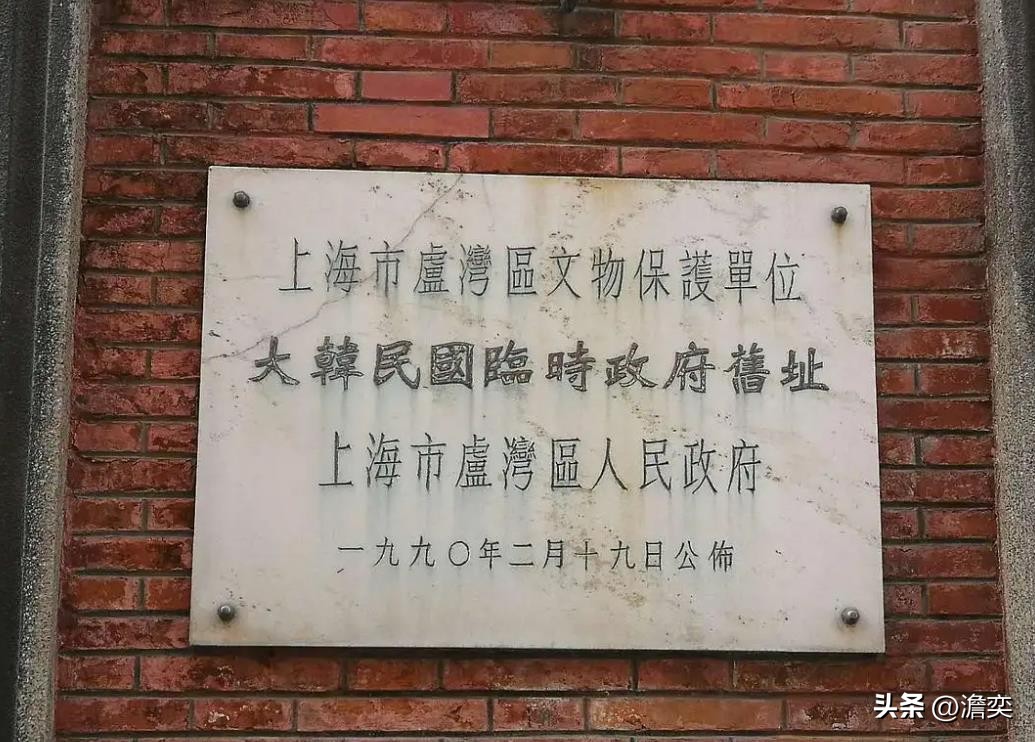 上海市盧灣區文物保護單位
大韓民國臨時政府舊址
上海市盧灣區人民政府
一九九〇年二月十九日公佈
头条 @澹奕